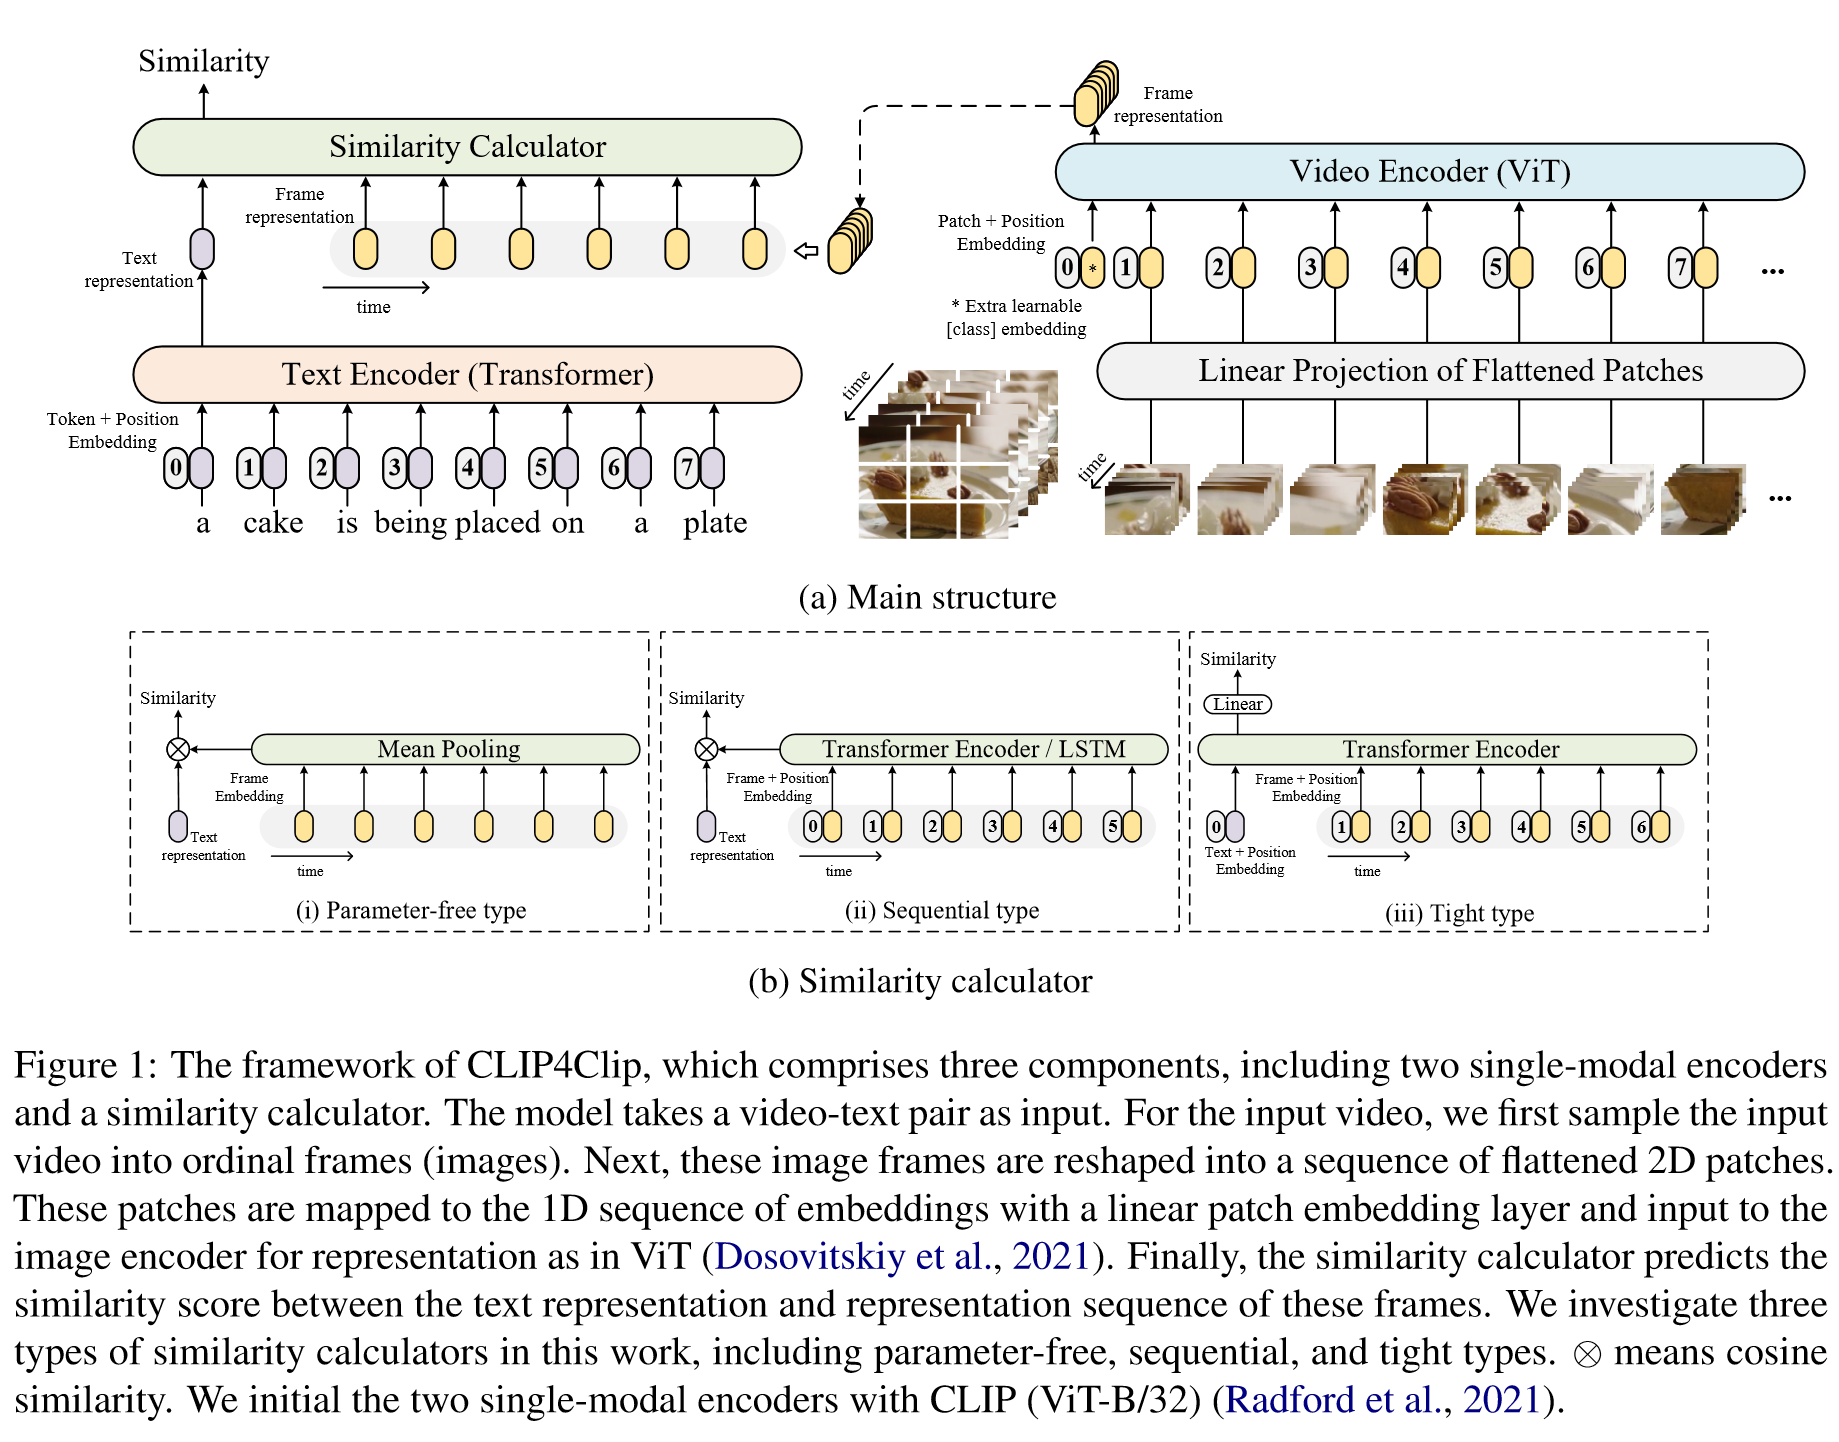 Similarity
Similarity Calculator
Frame
representation
Text
representation
time
Text Encoder (Transformer)
Token + Position
Embedding
0 1 2 3 4 5 6 7
a cake is being placed on a plate
Frame
representation
Video Encoder (ViT)
Patch + Position
Embedding
0 * 1 2 3 4 5 6 7 ...
* Extra learnable
[class] embedding
Linear Projection of Flattened Patches
time
time
...
(a) Main structure
Similarity
Mean Pooling
Frame
Embedding
Text
representation
time
(i) Parameter-free type
Similarity
Transformer Encoder / LSTM
Frame + Position
Embedding
0 1 2 3 4 5
Text
representation
time
(ii) Sequential type
Similarity
Linear
Transformer Encoder
Frame + Position
Embedding
0 1 2 3 4 5 6
Text + Position
Embedding
time
(iii) Tight type
(b) Similarity calculator
Figure 1: The framework of CLIP4Clip, which comprises three components, including two single-modal encoders
and a similarity calculator. The model takes a video-text pair as input. For the input video, we first sample the input
video into ordinal frames (images). Next, these image frames are reshaped into a sequence of flattened 2D patches.
These patches are mapped to the 1D sequence of embeddings with a linear patch embedding layer and input to the
image encoder for representation as in ViT (Dosovitskiy et al., 2021). Finally, the similarity calculator predicts the
similarity score between the text representation and representation sequence of these frames. We investigate three
types of similarity calculators in this work, including parameter-free, sequential, and tight types. ⊗ means cosine
similarity. We initial the two single-modal encoders with CLIP (ViT-B/32) (Radford et al., 2021).